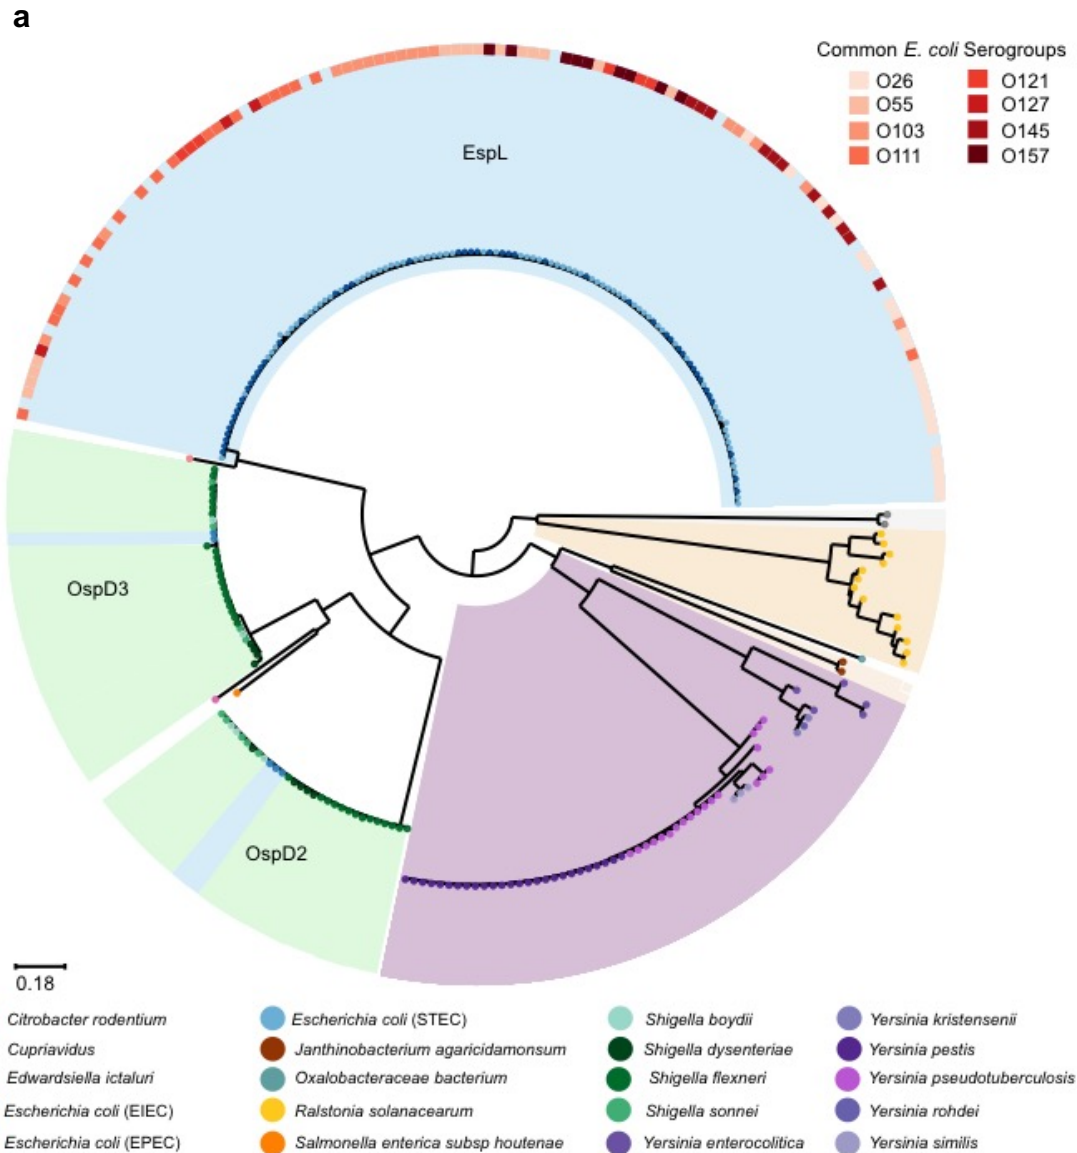 a
Common E. coli Serogroups
O26 O121
O55 O127
O103 O145
O111 O157
EspL
OspD3
OspD2
0.18
Citrobacter rodentium Escherichia coli (STEC) Shigella boydii Yersinia kristensenii
Cupriavidus Janthinobacterium agaricidamonsum Shigella dysenteriae Yersinia pestis
Edwardsiella ictaluri Oxalobacteraceae bacterium Shigella flexneri Yersinia pseudotuberculosis
Escherichia coli (EIEC) Ralstonia solanacearum Shigella sonnei Yersinia rohdei
Escherichia coli (EPEC) Salmonella enterica subsp houtenae Yersinia enterocolitica Yersinia similis